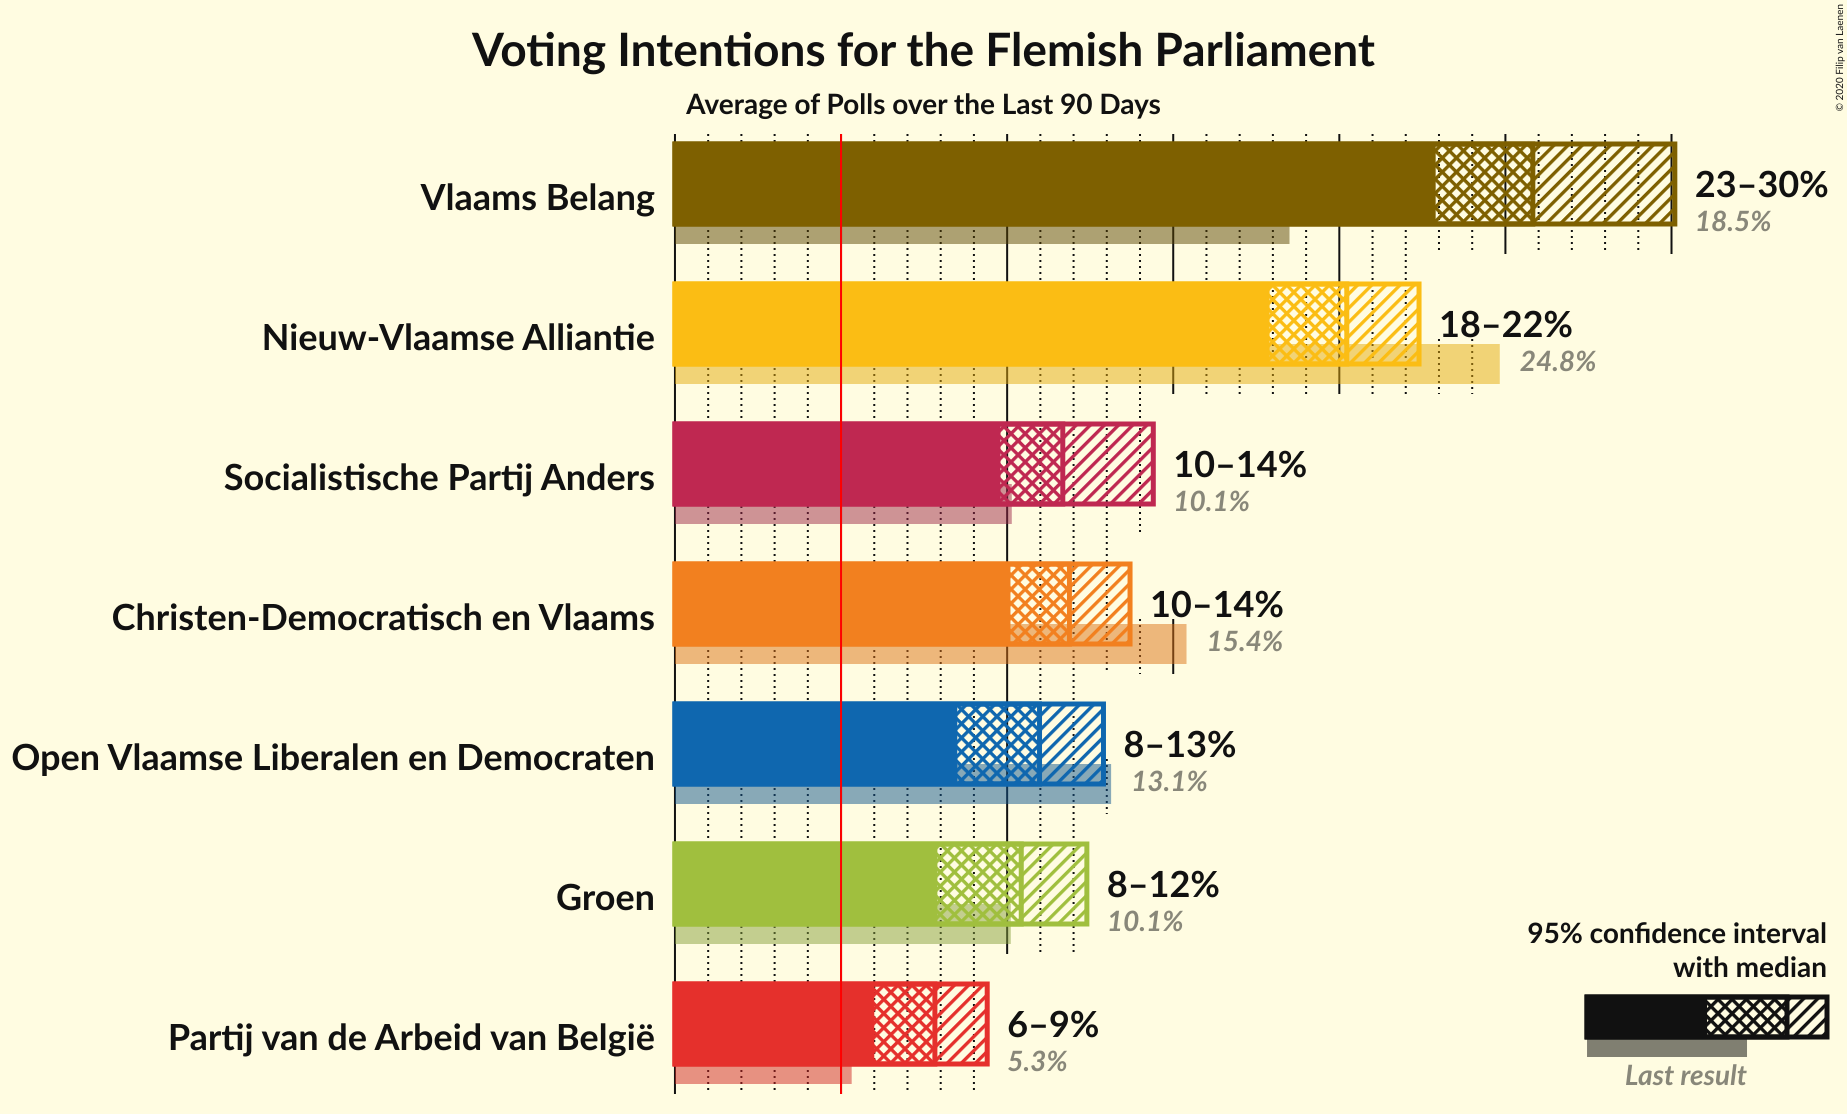 Voting Intentions for the Flemish Parliament
Average of Polls over the Last 90 Days
© 2020 Filip van Laenen
Vlaams Belang
23–30%
18.5%
Nieuw-Vlaamse Alliantie
18–22%
24.8%
Socialistische Partij Anders
10–14%
10.1%
Christen-Democratisch en Vlaams
10–14%
15.4%
Open Vlaamse Liberalen en Democraten
8–13%
13.1%
Groen
8–12%
10.1%
Partij van de Arbeid van België
6–9%
5.3%
95% confidence interval
with median
Last result